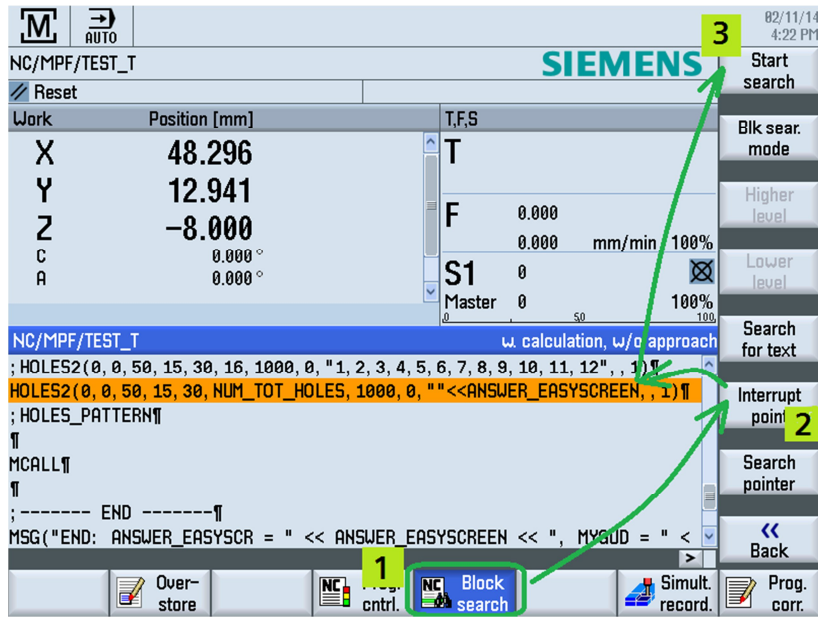 M
AUTO
02/11/14
4:22 PM
3
NC/MPF/TEST_T
SIEMENS
Start
search
Reset
Work
Position [mm]
T,F,S
Blk sear.
mode
X
48.296
T
Y
12.941
Z
-8.000
F
0.000
0.000
mm/min
100%
Higher
level
C
0.000 °
A
0.000 °
S1
0
Master
0
100%
0
50
100
Lower
level
NC/MPF/TEST_T
w. calculation, w/o approach
Search
for text
; HOLES2(0, 0, 50, 15, 30, 16, 1000, 0, "1, 2, 3, 4, 5, 6, 7, 8, 9, 10, 11, 12", , 1)¶
HOLES2(0, 0, 50, 15, 30, NUM_TOT_HOLES, 1000, 0, ""<<ANSWER_EASYSCREEN, , 1)¶
; HOLES_PATTERN¶
¶
MCALL¶
¶
; ------- END -------¶
MSG("END: ANSWER_EASYSCR = " << ANSWER_EASYSCREEN << ", MYGUD = " <
Interrupt
point
2
Search
pointer
«
Back
>
1
Over-
store
NC
cntrl.
NC
Block
search
Simult.
record.
Prog.
corr.